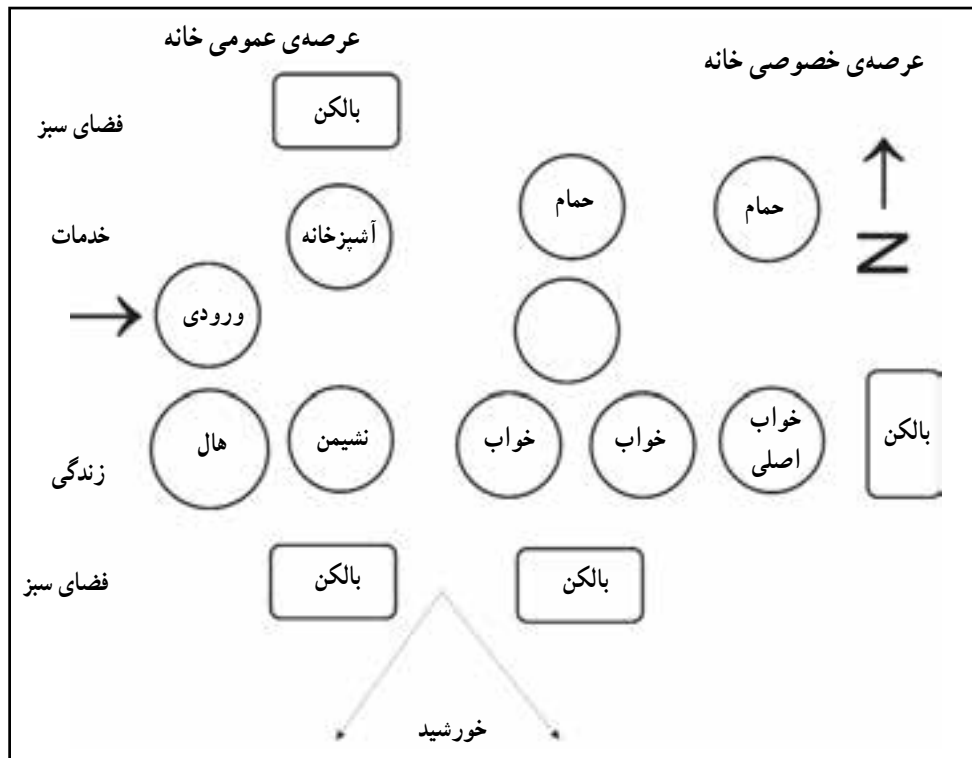 عرصه‌ی عمومی خانه
عرصه‌ی خصوصی خانه
بالکن
فضای سبز
حمام
حمام
آشپزخانه
خدمات
N
ورودی
خواب
اصلی
خواب
خواب
نشیمن
هال
بالکن
زندگی
بالکن
بالکن
فضای سبز
خورشید